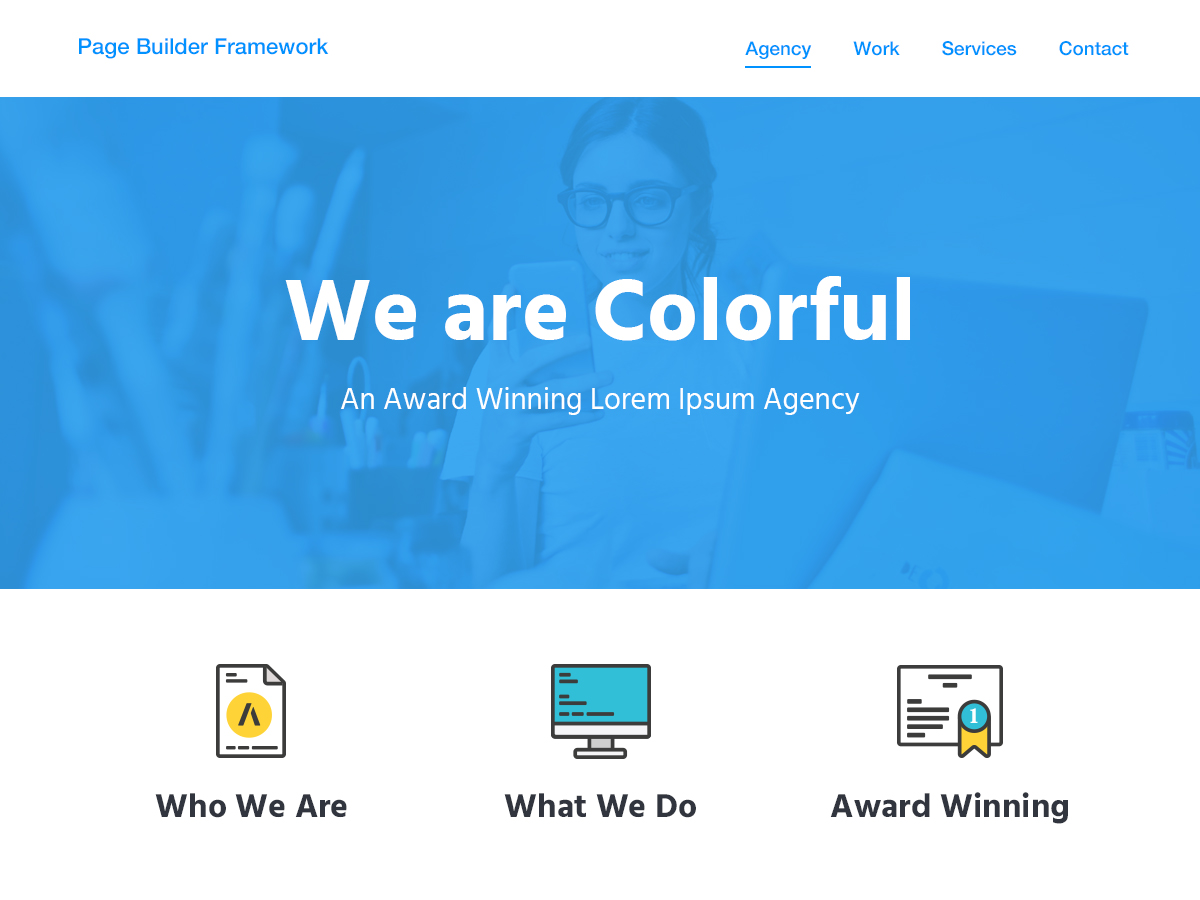 Page Builder Framework
Agency Work Services Contact
We are Colorful
An Award Winning Lorem Ipsum Agency
1
Who We Are What We Do Award Winning